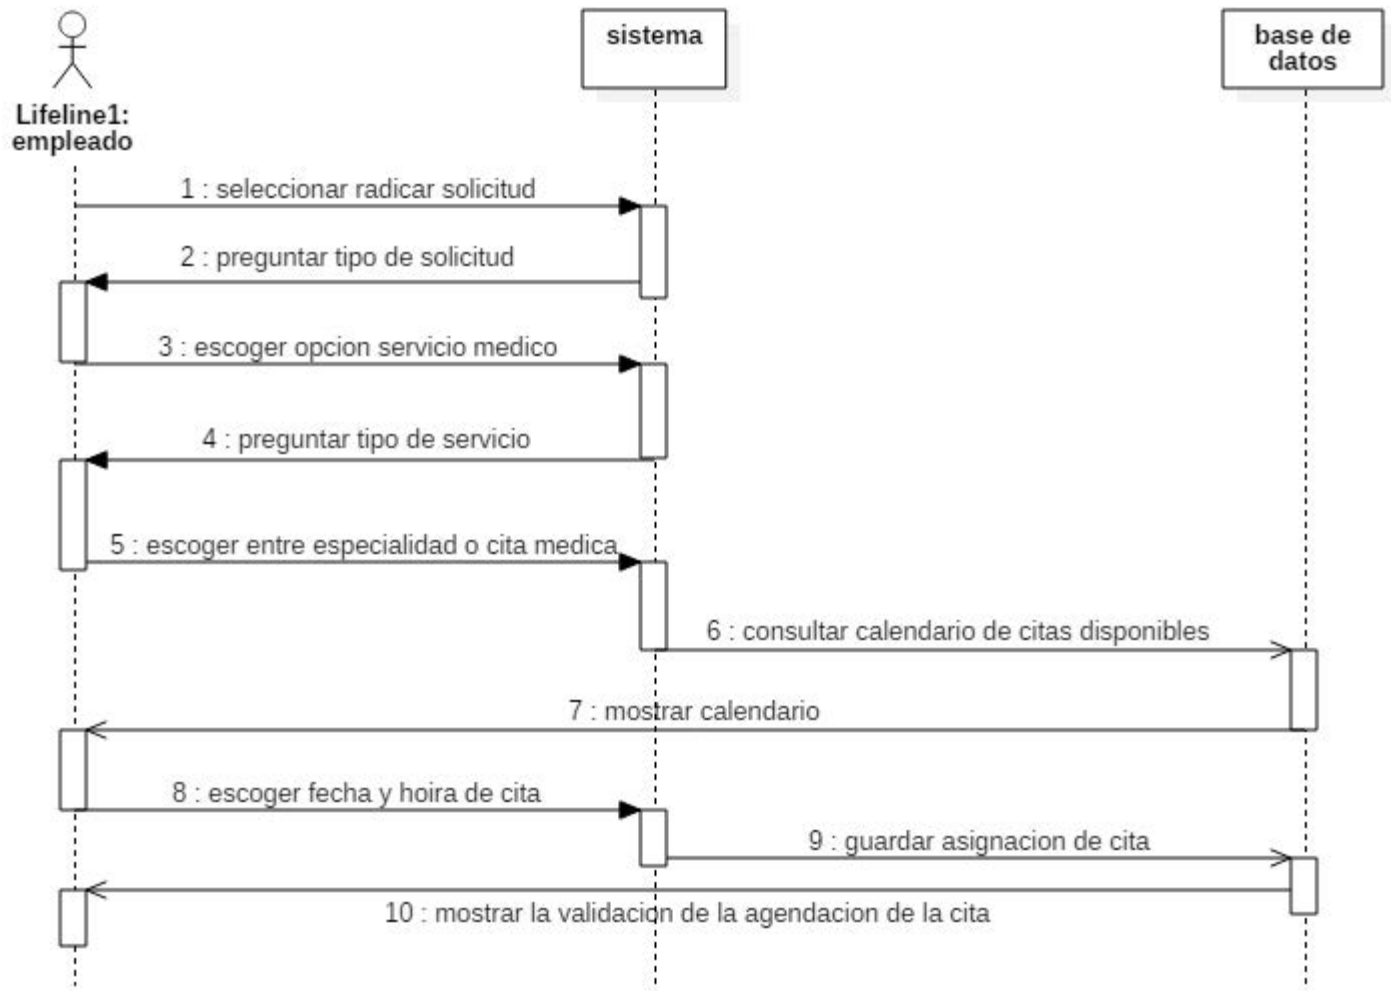 sistema
base de
datos
Lifeline1:
empleado
1 : seleccionar radicar solicitud
2 : preguntar tipo de solicitud
3 : escoger opcion servicio medico
4 : preguntar tipo de servicio
5 : escoger entre especialidad o cita medica
6 : consultar calendario de citas disponibles
7 : mostrar calendario
8 : escoger fecha y hoira de cita
9 : guardar asignacion de cita
10 : mostrar la validacion de la agendacion de la cita